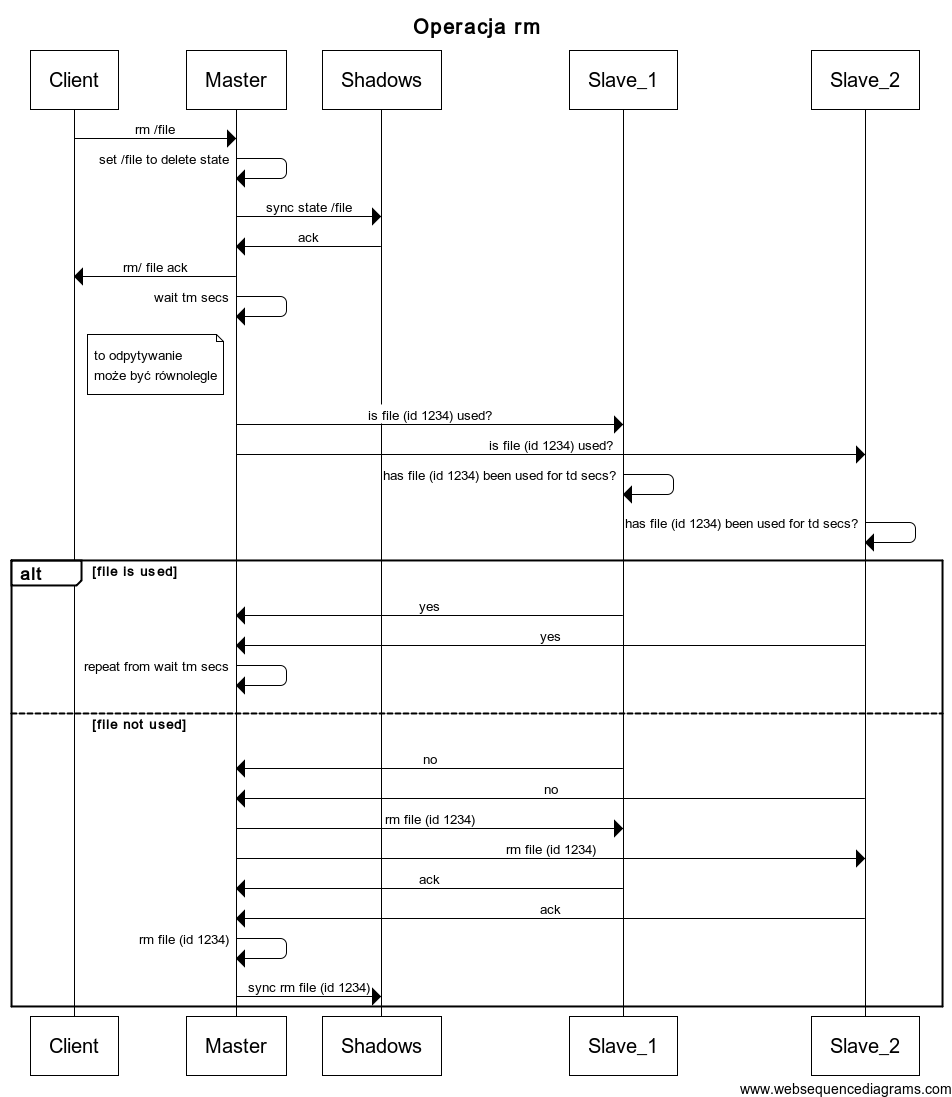 Operacja rm
Client
Master
Shadows
Slave_1
Slave_2
rm /file
set /file to delete state
sync state /file
ack
rm/ file ack
wait tm secs
to odpytywanie
może być równolegle
is file (id 1234) used?
is file (id 1234) used?
has file (id 1234) been used for td secs?
has file (id 1234) been used for td secs?
alt
[file is used]
yes
yes
repeat from wait tm secs
[file not used]
no
no
rm file (id 1234)
rm file (id 1234)
ack
ack
rm file (id 1234)
sync rm file (id 1234)
Client
Master
Shadows
Slave_1
Slave_2
www.websequencediagrams.com